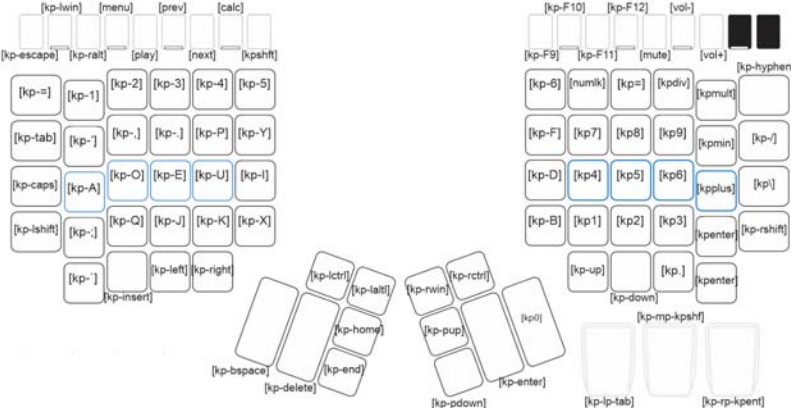 [kp-lwin] [menu] [prev] [calc]
[kp-escape] [kp-ralt] [play] [next] [kpshft]
[kp-=] [kp-1] [kp-2] [kp-3] [kp-4] [kp-5]
[kp-tab] [kp-'] [kp-,] [kp-.] [kp-P] [kp-Y]
[kp-caps] [kp-A] [kp-O] [kp-E] [kp-U] [kp-I]
[kp-lshift] [kp-;] [kp-Q] [kp-J] [kp-K] [kp-X]
[kp-`] [kp-insert] [kp-left] [kp-right]
[kp-lctrl] [kp-laltl]
[kp-home]
[kp-bspace] [kp-delete] [kp-end]
[kp-F10] [kp-F12] [vol-]
[kp-F9] [kp-F11] [mute] [vol+]
[kp-hyphen]
[kp-6] [numlk] [kp=] [kpdiv] [kpmult]
[kp-F] [kp7] [kp8] [kp9] [kpmin] [kp-/]
[kp-D] [kp4] [kp5] [kp6] [kpplus] [kp\]
[kp-B] [kp1] [kp2] [kp3] [kpenter] [kp-rshift]
[kp-up] [kp-down] [kp.] [kpenter]
[kp-rwin] [kp-rctrl]
[kp-pup] [kp0]
[kp-pdown] [kp-enter]
[kp-mp-kpshf]
[kp-lp-tab] [kp-rp-kpent]